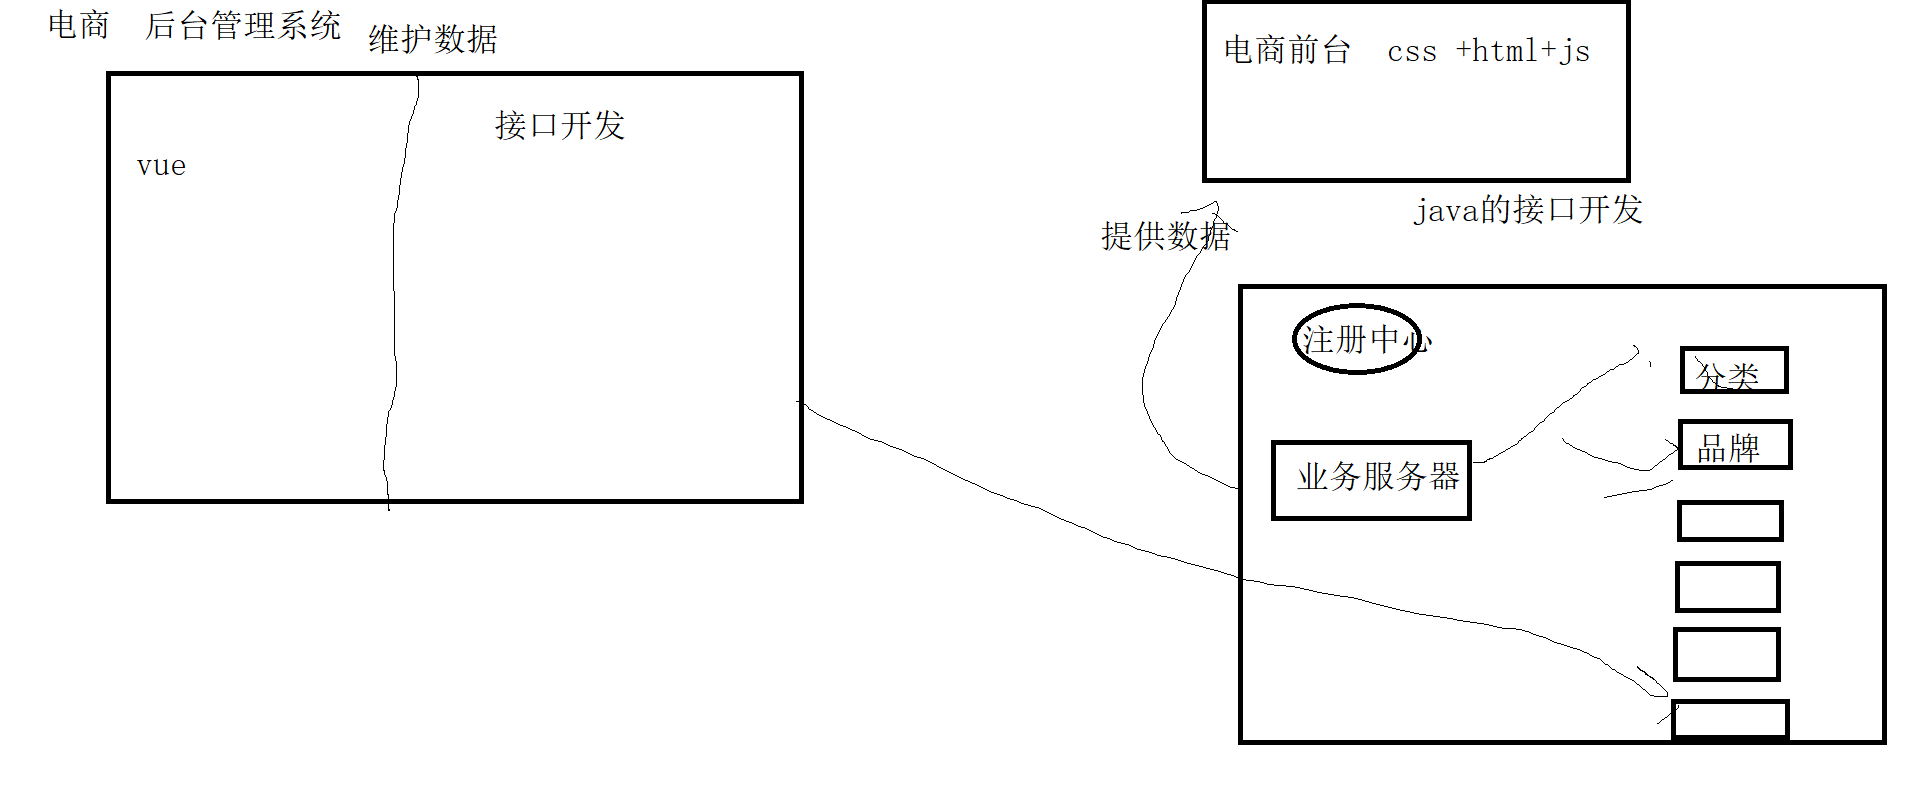 电商 后台管理系统 维护数据
接口开发
vue
电商前台 css +html+js
java的接口开发
提供数据
注册中心
分类
品牌
业务服务器